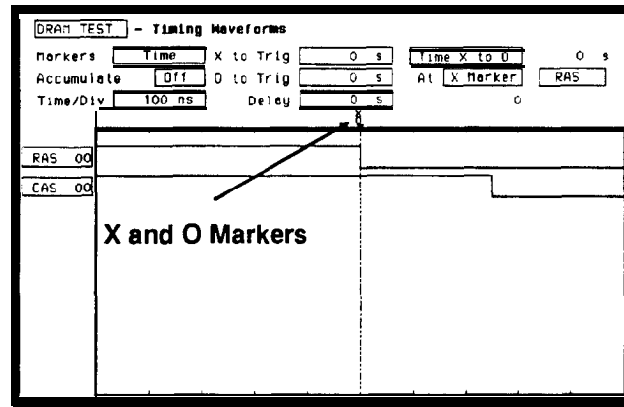 DRAM TEST - Timing Waveforms
Markers Time X to Trig 0 s Time X to O 0 s
Accumulate Off O to Trig 0 s At X Marker RAS
Time/Div 100 ns Delay 0 s 0
X
O
RAS 00
CAS 00
X and O Markers